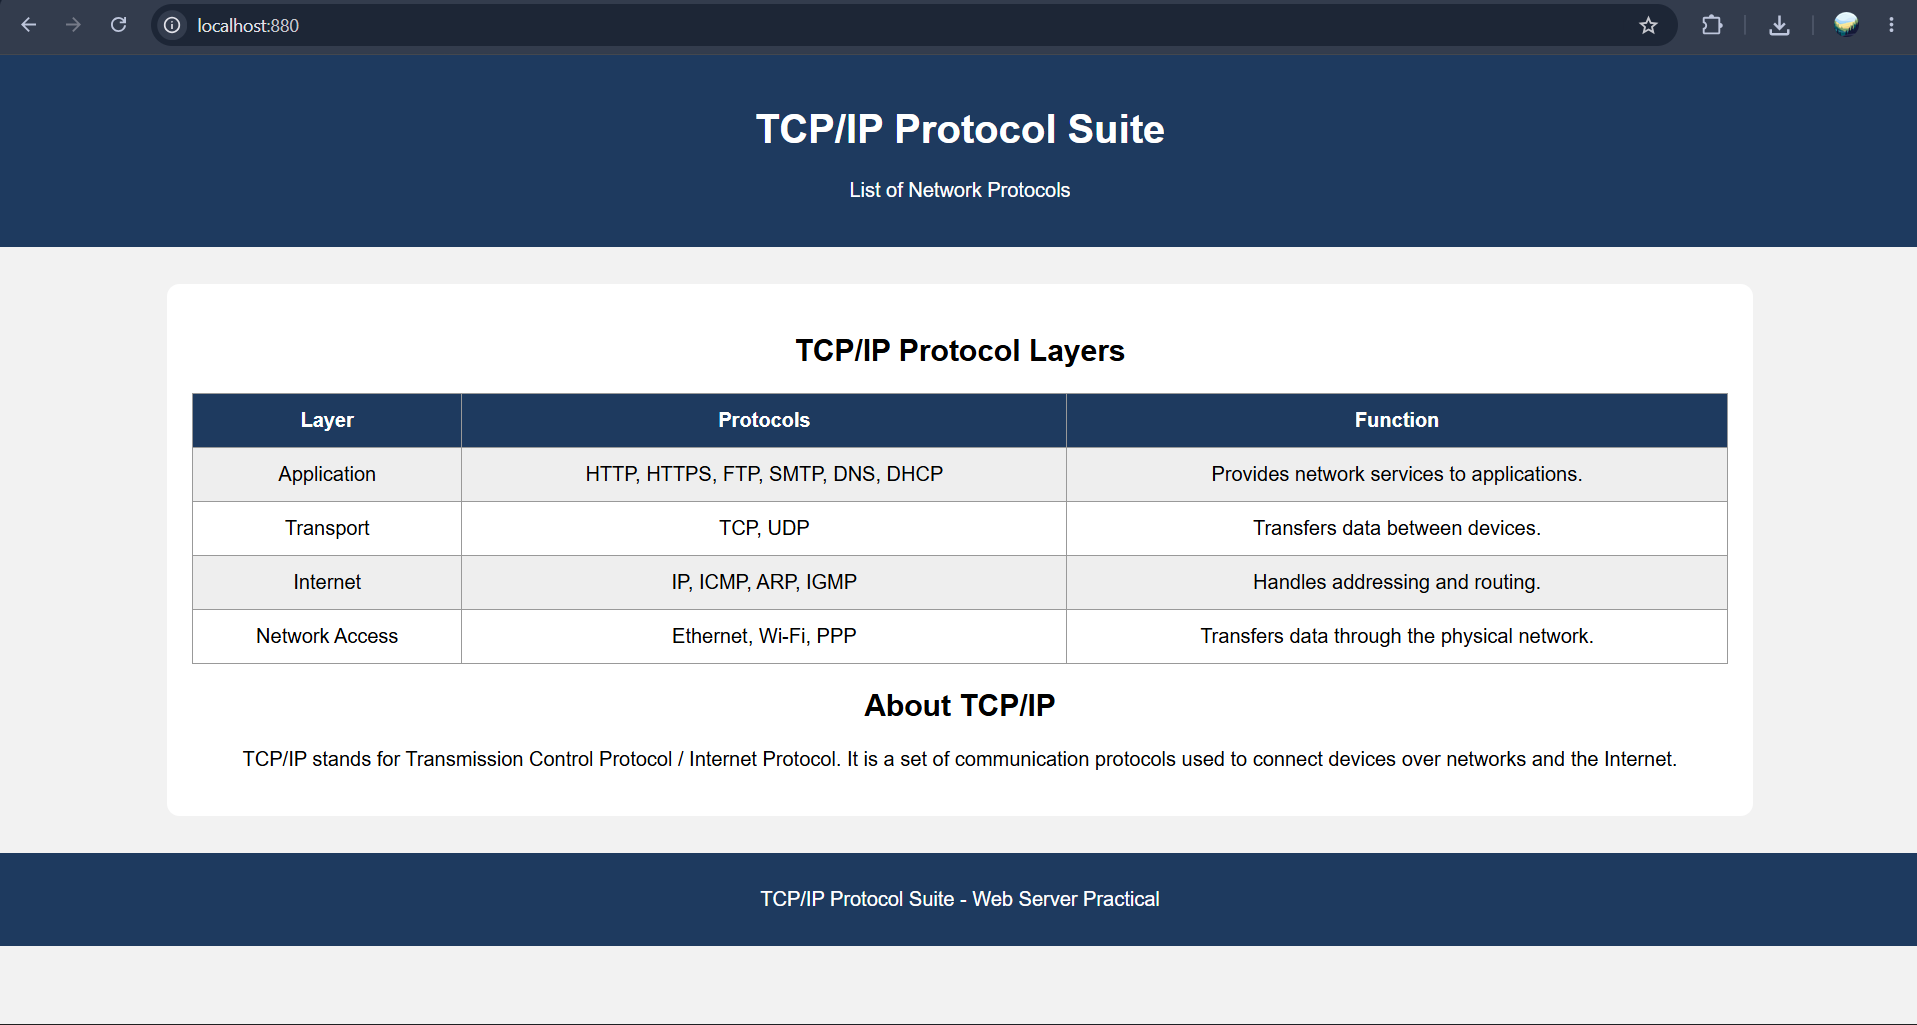 localhost:880
TCP/IP Protocol Suite
List of Network Protocols
TCP/IP Protocol Layers
Layer Protocols Function
Application HTTP, HTTPS, FTP, SMTP, DNS, DHCP Provides network services to applications.
Transport TCP, UDP Transfers data between devices.
Internet IP, ICMP, ARP, IGMP Handles addressing and routing.
Network Access Ethernet, Wi-Fi, PPP Transfers data through the physical network.
About TCP/IP
TCP/IP stands for Transmission Control Protocol / Internet Protocol. It is a set of communication protocols used to connect devices over networks and the Internet.
TCP/IP Protocol Suite - Web Server Practical